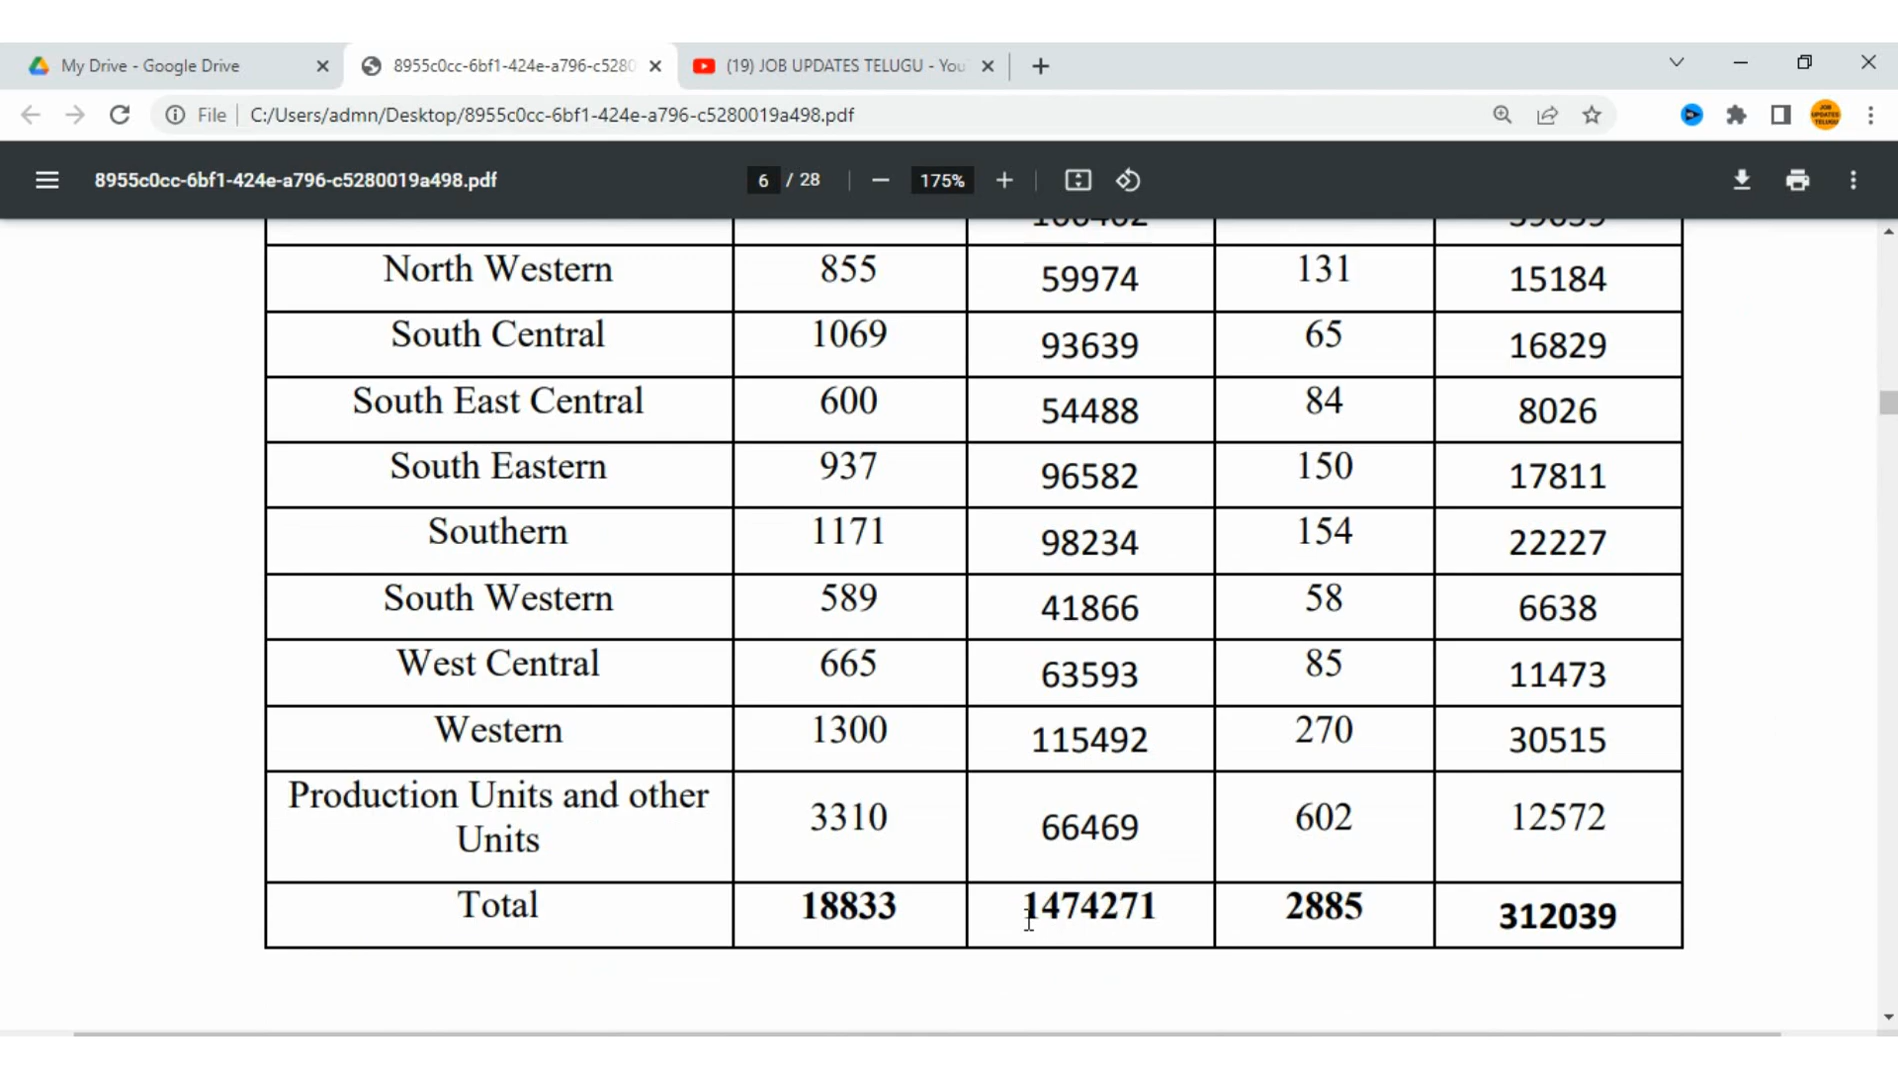 My Drive - Google Drive
8955c0cc-6bf1-424e-a796-c5280
(19) JOB UPDATES TELUGU - You
File
C:/Users/admn/Desktop/8955c0cc-6bf1-424e-a796-c5280019a498.pdf
JOB UPDATES TELUGU
8955c0cc-6bf1-424e-a796-c5280019a498.pdf
6 / 28
175%
North Western 855 59974 131 15184
South Central 1069 93639 65 16829
South East Central 600 54488 84 8026
South Eastern 937 96582 150 17811
Southern 1171 98234 154 22227
South Western 589 41866 58 6638
West Central 665 63593 85 11473
Western 1300 115492 270 30515
Production Units and other
Units
3310 66469 602 12572
Total 18833 1474271 2885 312039